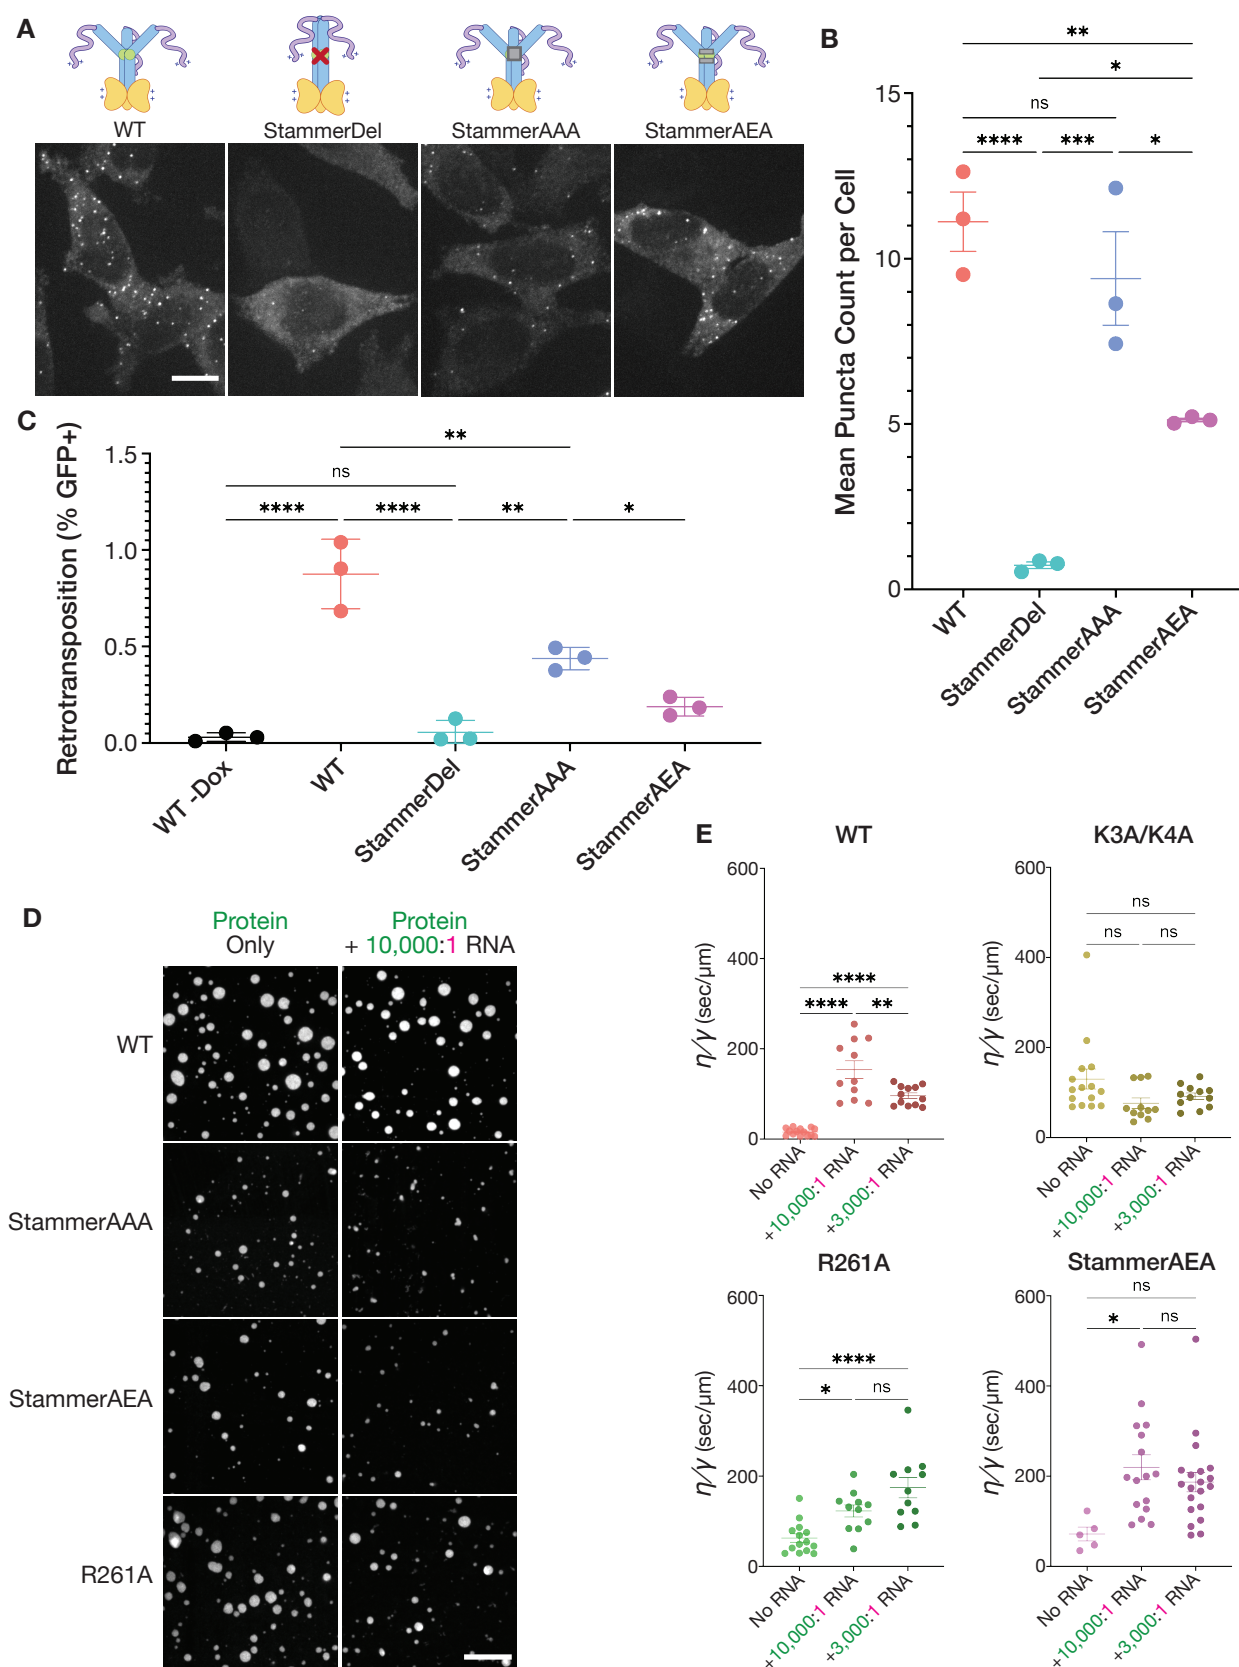 A
WT
StammerDel
StammerAAA
StammerAEA
B
**
*
ns
**** *** *
15
10
5
0
Mean Puncta Count per Cell
WT
StammerDel
StammerAAA
StammerAEA
C
**
ns
**** **** ** *
1.5
1.0
0.5
0.0
Retrotransposition (% GFP+)
WT -Dox
WT
StammerDel
StammerAAA
StammerAEA
D
Protein Only
Protein + 10,000:1 RNA
WT
StammerAAA
StammerAEA
R261A
E
WT
600
400
200
0
η/γ (sec/μm)
****
**** **
No RNA
+10,000:1 RNA
+3,000:1 RNA
K3A/K4A
600
400
200
0
η/γ (sec/μm)
ns
ns ns
No RNA
+10,000:1 RNA
+3,000:1 RNA
R261A
600
400
200
0
η/γ (sec/μm)
****
* ns
No RNA
+10,000:1 RNA
+3,000:1 RNA
StammerAEA
600
400
200
0
η/γ (sec/μm)
ns
* ns
No RNA
+10,000:1 RNA
+3,000:1 RNA